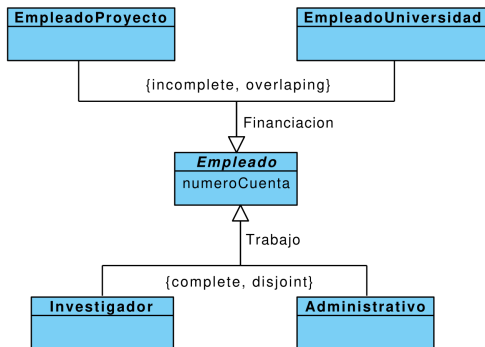 EmpleadoProyecto
EmpleadoUniversidad
{incomplete, overlaping}
Financiacion
Empleado
numeroCuenta
Trabajo
{complete, disjoint}
Investigador
Administrativo